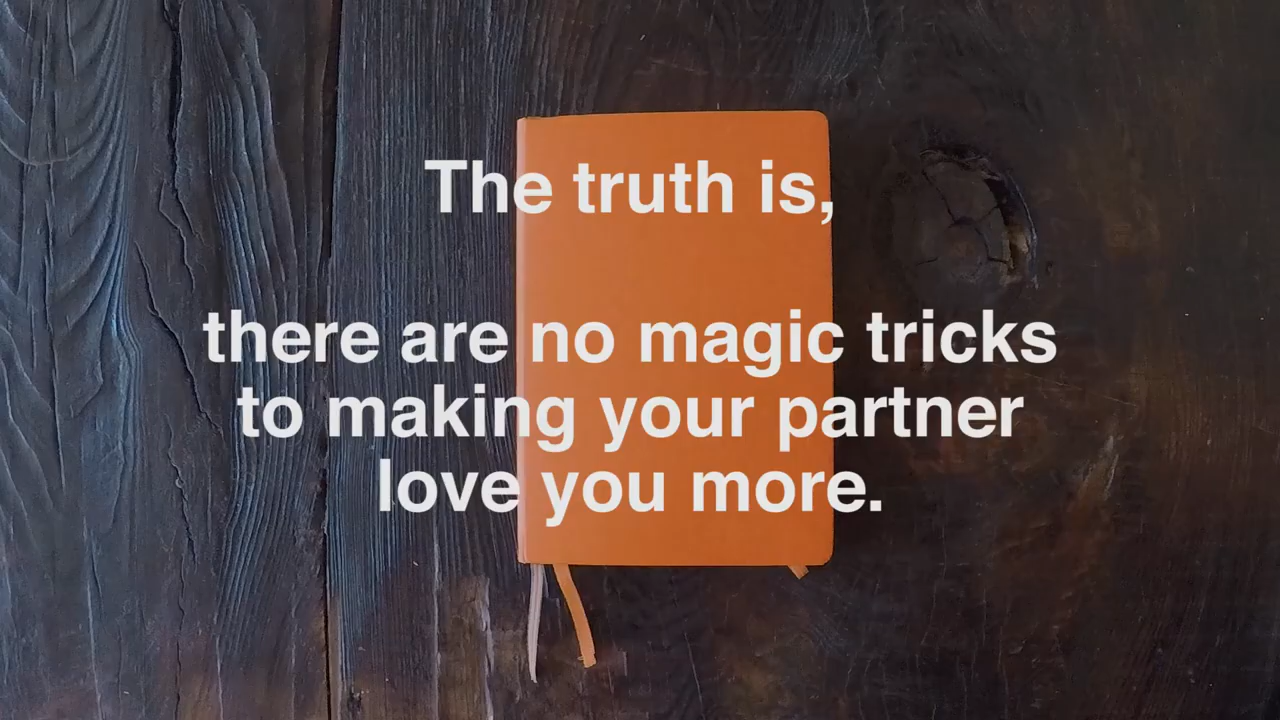 The truth is,
there are no magic tricks
to making your partner
love you more.